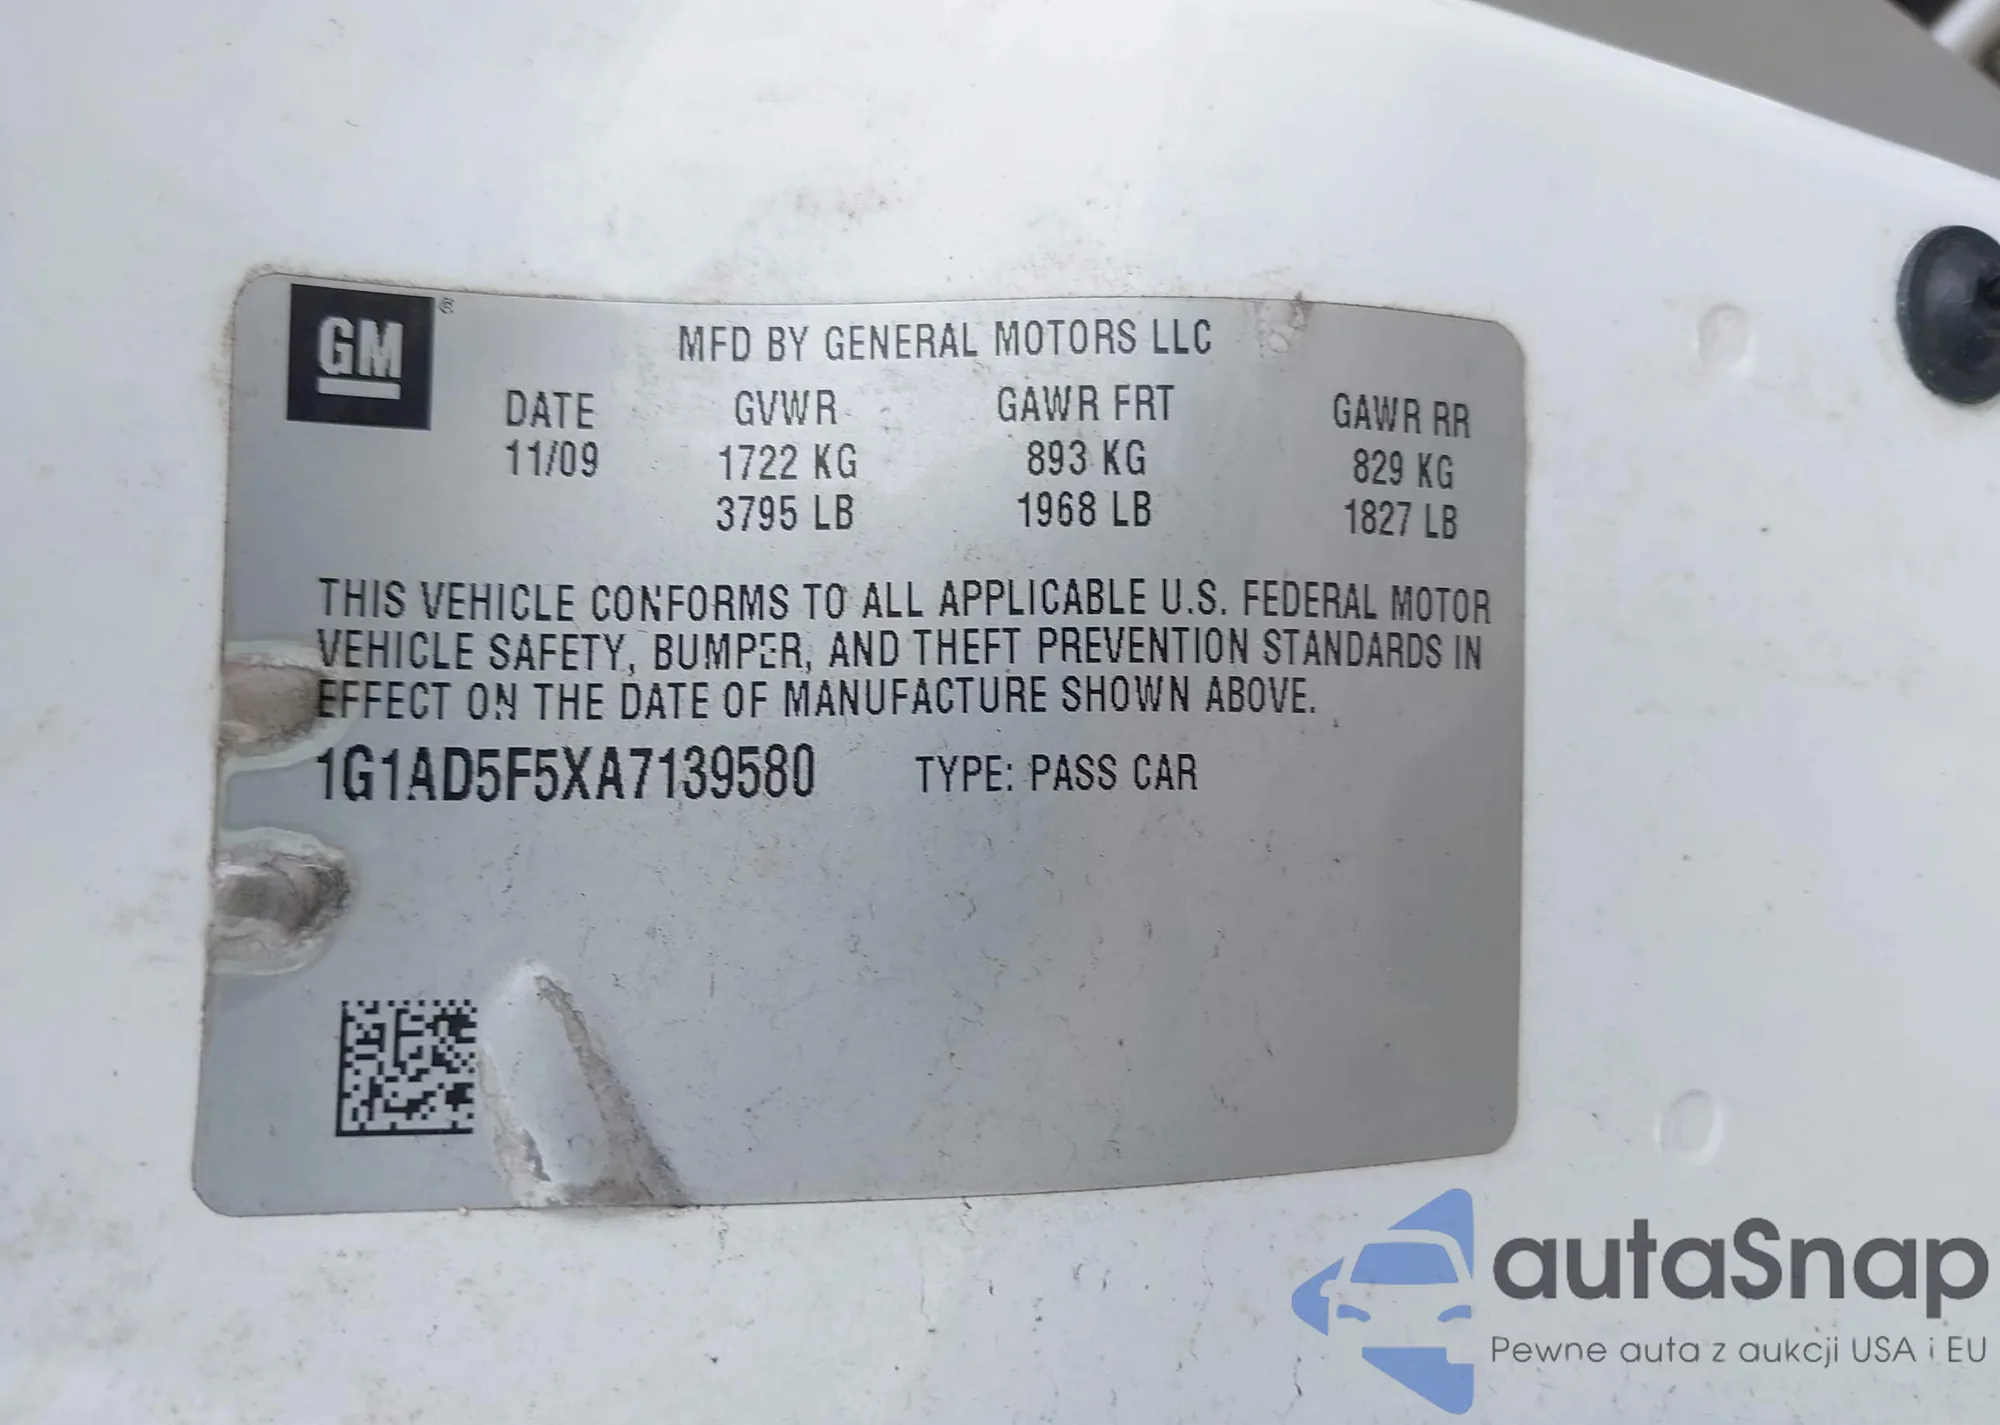 GM®
MFD BY GENERAL MOTORS LLC
DATE GVWR GAWR FRT GAWR RR
11/09 1722 KG 893 KG 829 KG
3795 LB 1968 LB 1827 LB
THIS VEHICLE CONFORMS TO ALL APPLICABLE U.S. FEDERAL MOTOR
VEHICLE SAFETY, BUMPER, AND THEFT PREVENTION STANDARDS IN
EFFECT ON THE DATE OF MANUFACTURE SHOWN ABOVE.
1G1AD5F5XA7139580 TYPE: PASS CAR
autaSnap
Pewne auta z aukcji USA i EU